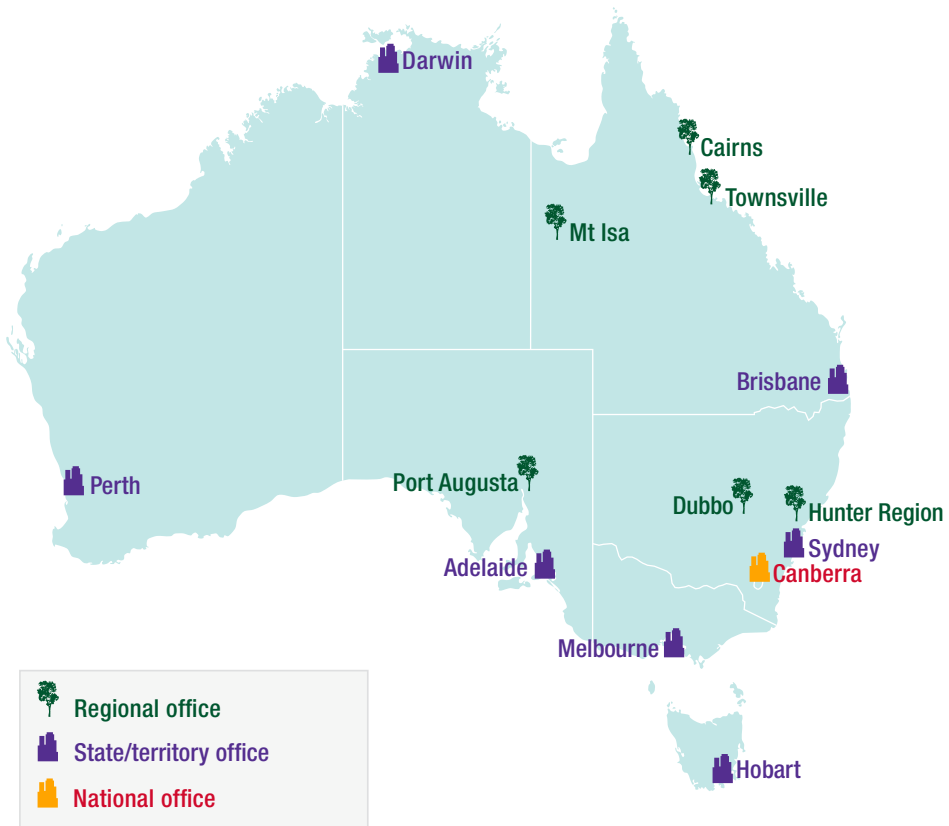 Darwin
Cairns
Townsville
Mt Isa
Brisbane
Perth
Port Augusta
Dubbo
Hunter Region
Sydney
Adelaide
Canberra
Melbourne
Hobart
Regional office
State/territory office
National office